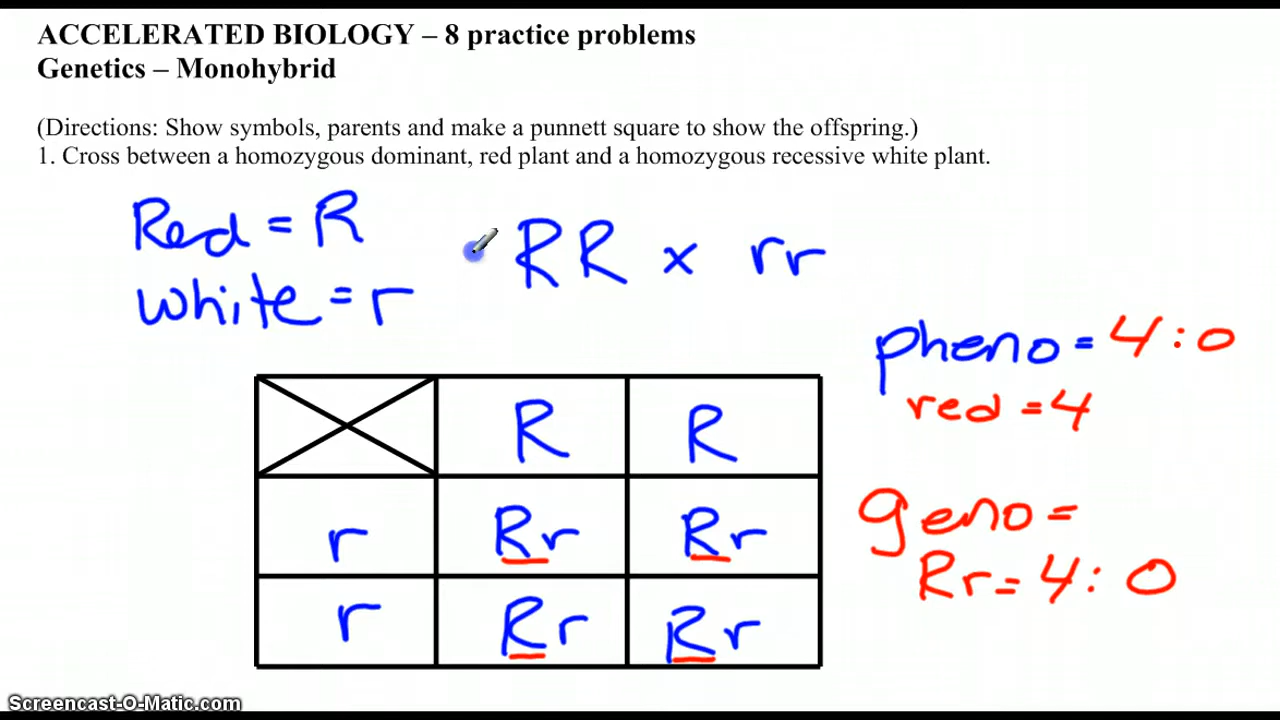 ACCELERATED BIOLOGY – 8 practice problems
Genetics – Monohybrid
(Directions: Show symbols, parents and make a punnett square to show the offspring.)
1. Cross between a homozygous dominant, red plant and a homozygous recessive white plant.
Red = R
white = r
RR x rr
pheno = 4 : 0
red = 4
R R
r Rr Rr
r Rr Rr
geno =
Rr = 4 : 0
Screencast-O-Matic.com